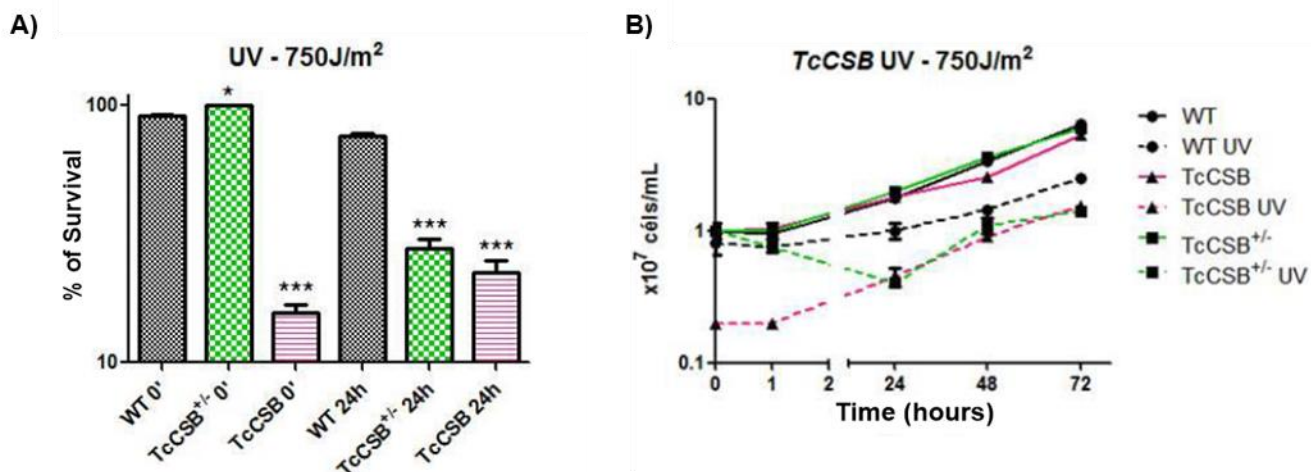 A)
UV - 750J/m²
% of Survival
100
10
*
***
***
***
WT 0'
TcCSB⁺/⁻ 0'
TcCSB 0'
WT 24h
TcCSB⁺/⁻ 24h
TcCSB 24h
B)
TcCSB UV - 750J/m²
x10⁷ céls/mL
10
1
0.1
0 1 2 24 48 72
Time (hours)
WT
WT UV
TcCSB
TcCSB UV
TcCSB⁺/⁻
TcCSB⁺/⁻ UV